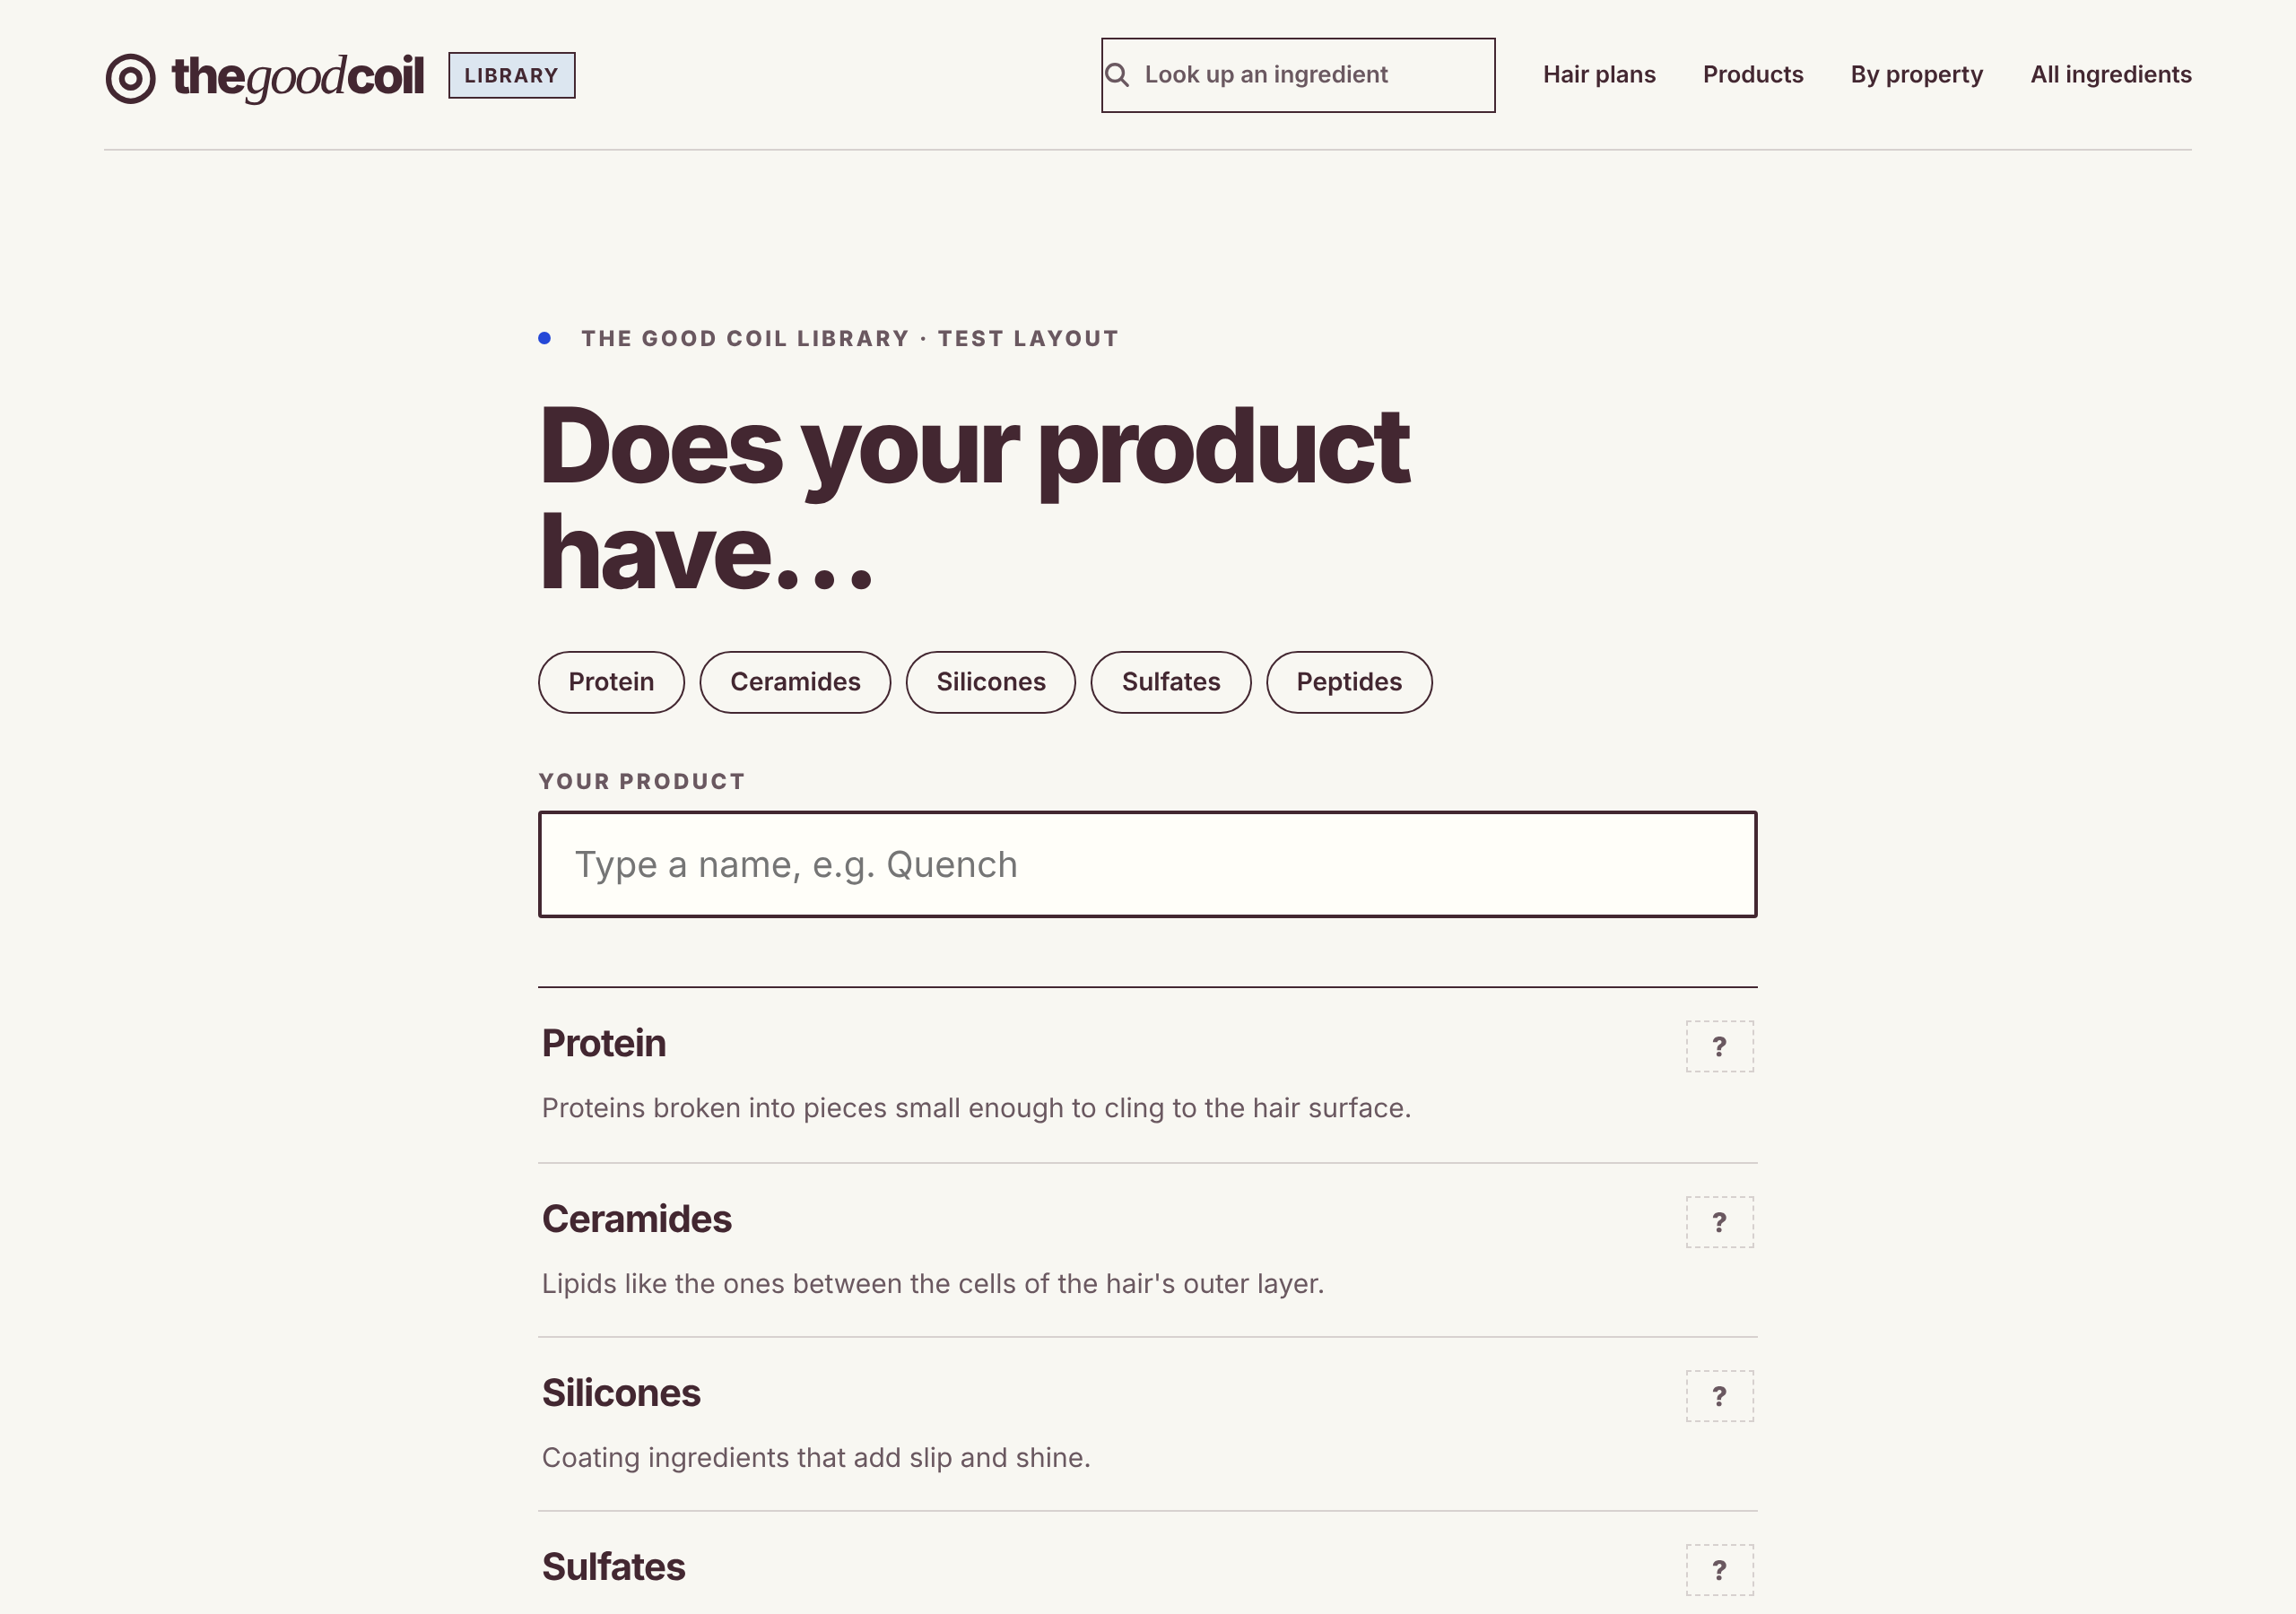 thegoodcoil LIBRARY
Look up an ingredient
Hair plans Products By property All ingredients
THE GOOD COIL LIBRARY · TEST LAYOUT
Does your product
have...
Protein Ceramides Silicones Sulfates Peptides
YOUR PRODUCT
Type a name, e.g. Quench
Protein ?
Proteins broken into pieces small enough to cling to the hair surface.
Ceramides ?
Lipids like the ones between the cells of the hair's outer layer.
Silicones ?
Coating ingredients that add slip and shine.
Sulfates ?